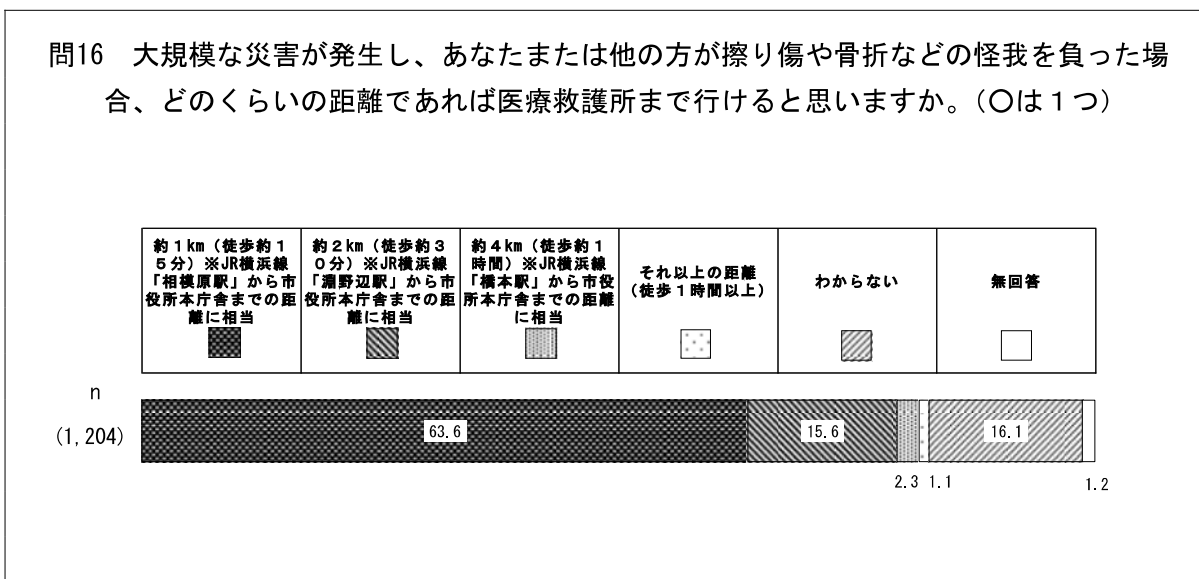 問16　大規模な災害が発生し、あなたまたは他の方が擦り傷や骨折などの怪我を負った場
合、どのくらいの距離であれば医療救護所まで行けると思いますか。（〇は１つ）
約１km（徒歩約１
５分）※JR横浜線
「相模原駅」から市
役所本庁舎までの距
離に相当
約２km（徒歩約３
０分）※JR横浜線
「淵野辺駅」から市
役所本庁舎までの距
離に相当
約４km（徒歩約１
時間）※JR横浜線
「橋本駅」から市役
所本庁舎までの距離
に相当
それ以上の距離
（徒歩１時間以上）
わからない
無回答
n
(1,204)
63.6
15.6
2.3
1.1
16.1
1.2